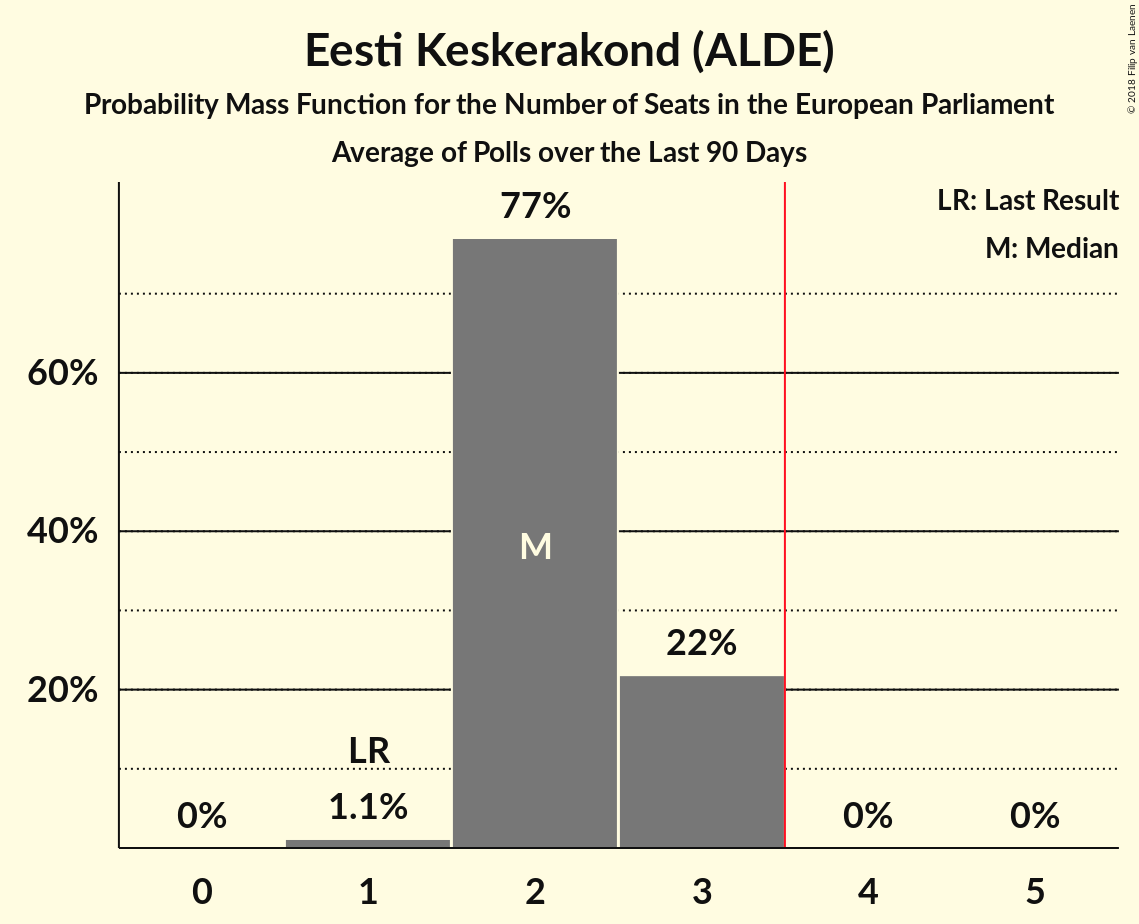 Eesti Keskerakond (ALDE)
Probability Mass Function for the Number of Seats in the European Parliament
Average of Polls over the Last 90 Days
© 2018 Filip van Laenen
LR: Last Result
M: Median
77%
60%
40%
M
22%
20%
LR
1.1%
0%
0%
0%
0 1 2 3 4 5